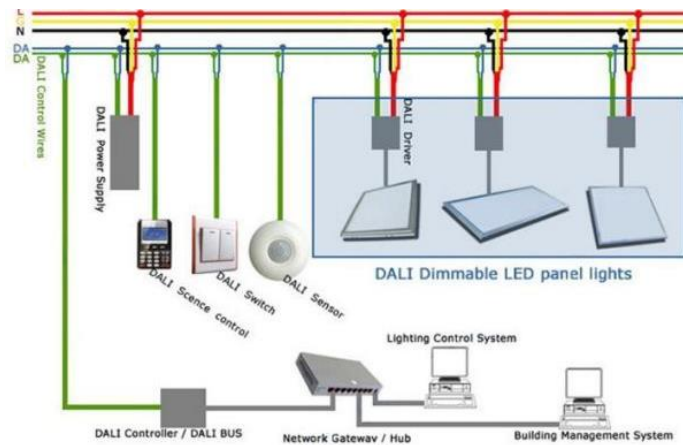 L
G
N
DA
DA
DALI Control Wires
DALI Power Supply
DALI Driver
DALI Scence control
DALI Switch
DALI Sensor
DALI Dimmable LED panel lights
Lighting Control System
DALI Controller / DALI BUS
Network Gateway / Hub
Building Management System